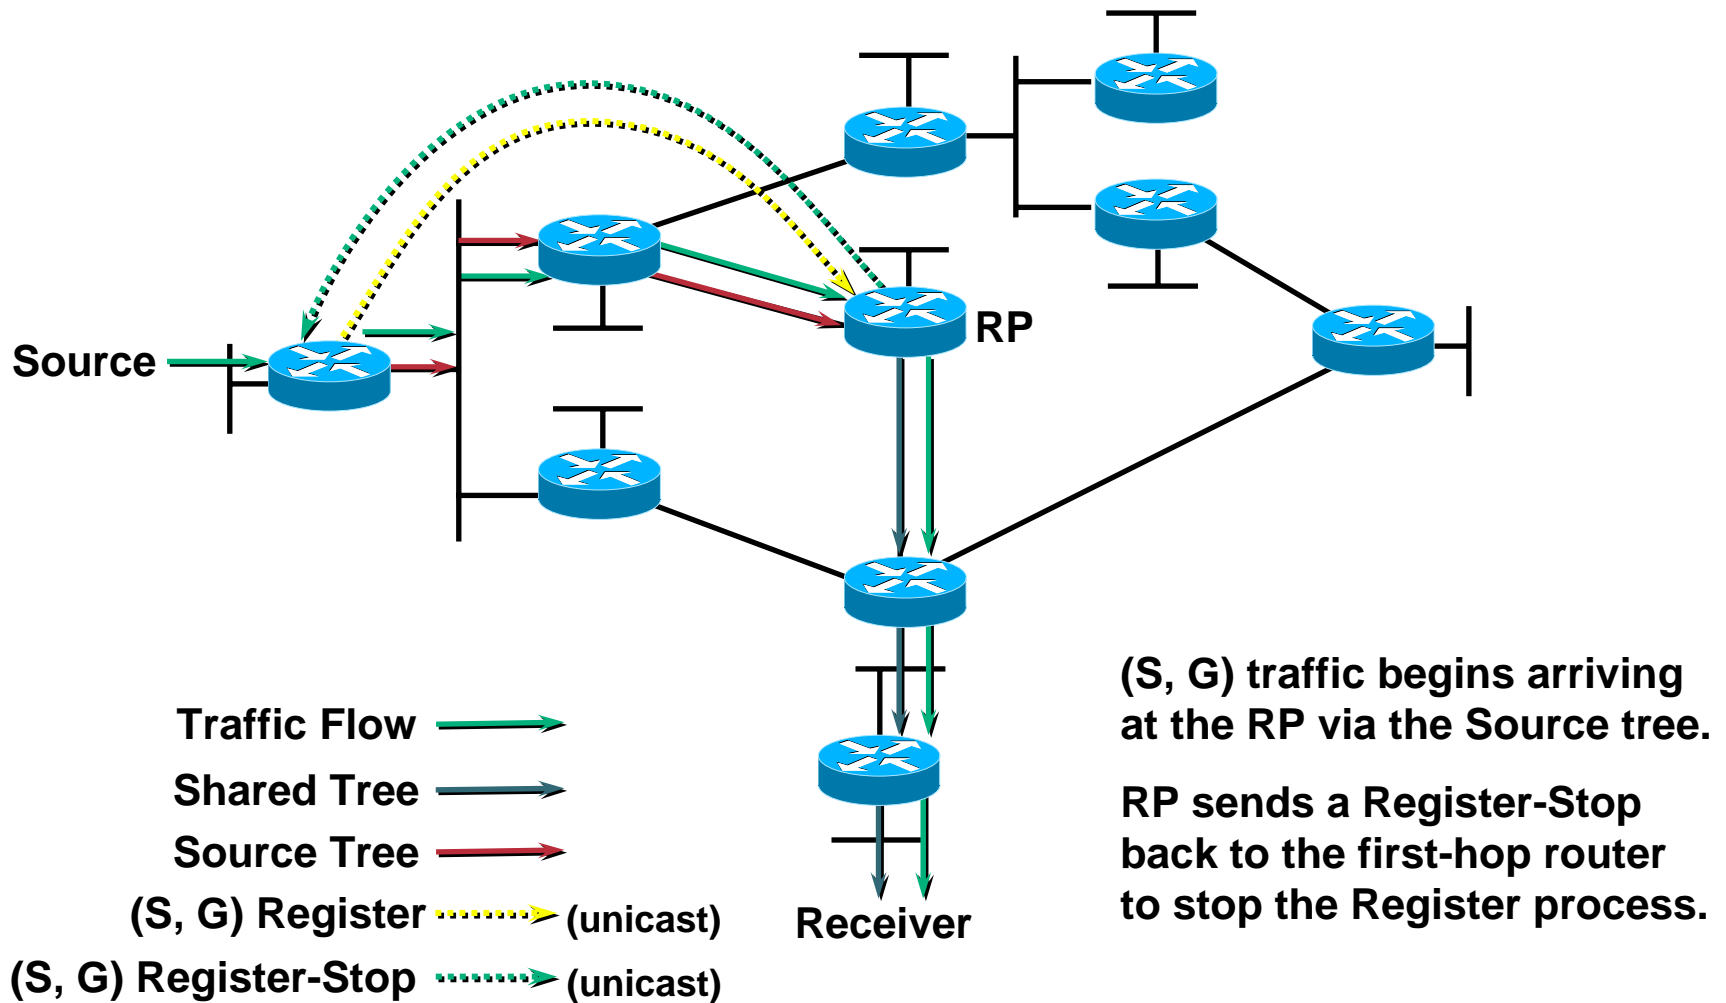 RP
Source
Traffic Flow
Shared Tree
Source Tree
(S, G) Register
(unicast)
(S, G) Register-Stop
(unicast)
Receiver
(S, G) traffic begins arriving
at the RP via the Source tree.
RP sends a Register-Stop
back to the first-hop router
to stop the Register process.